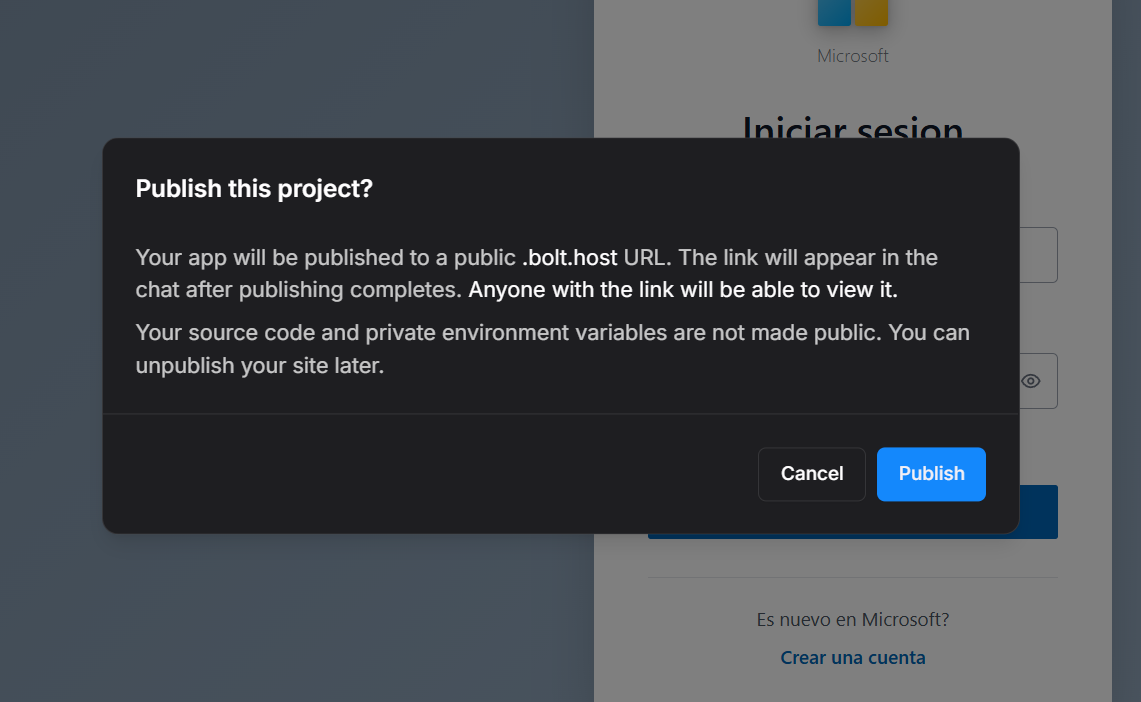 Microsoft
Iniciar sesion
Publish this project?
Your app will be published to a public .bolt.host URL. The link will appear in the
chat after publishing completes. Anyone with the link will be able to view it.
Your source code and private environment variables are not made public. You can
unpublish your site later.
Cancel
Publish
Es nuevo en Microsoft?
Crear una cuenta